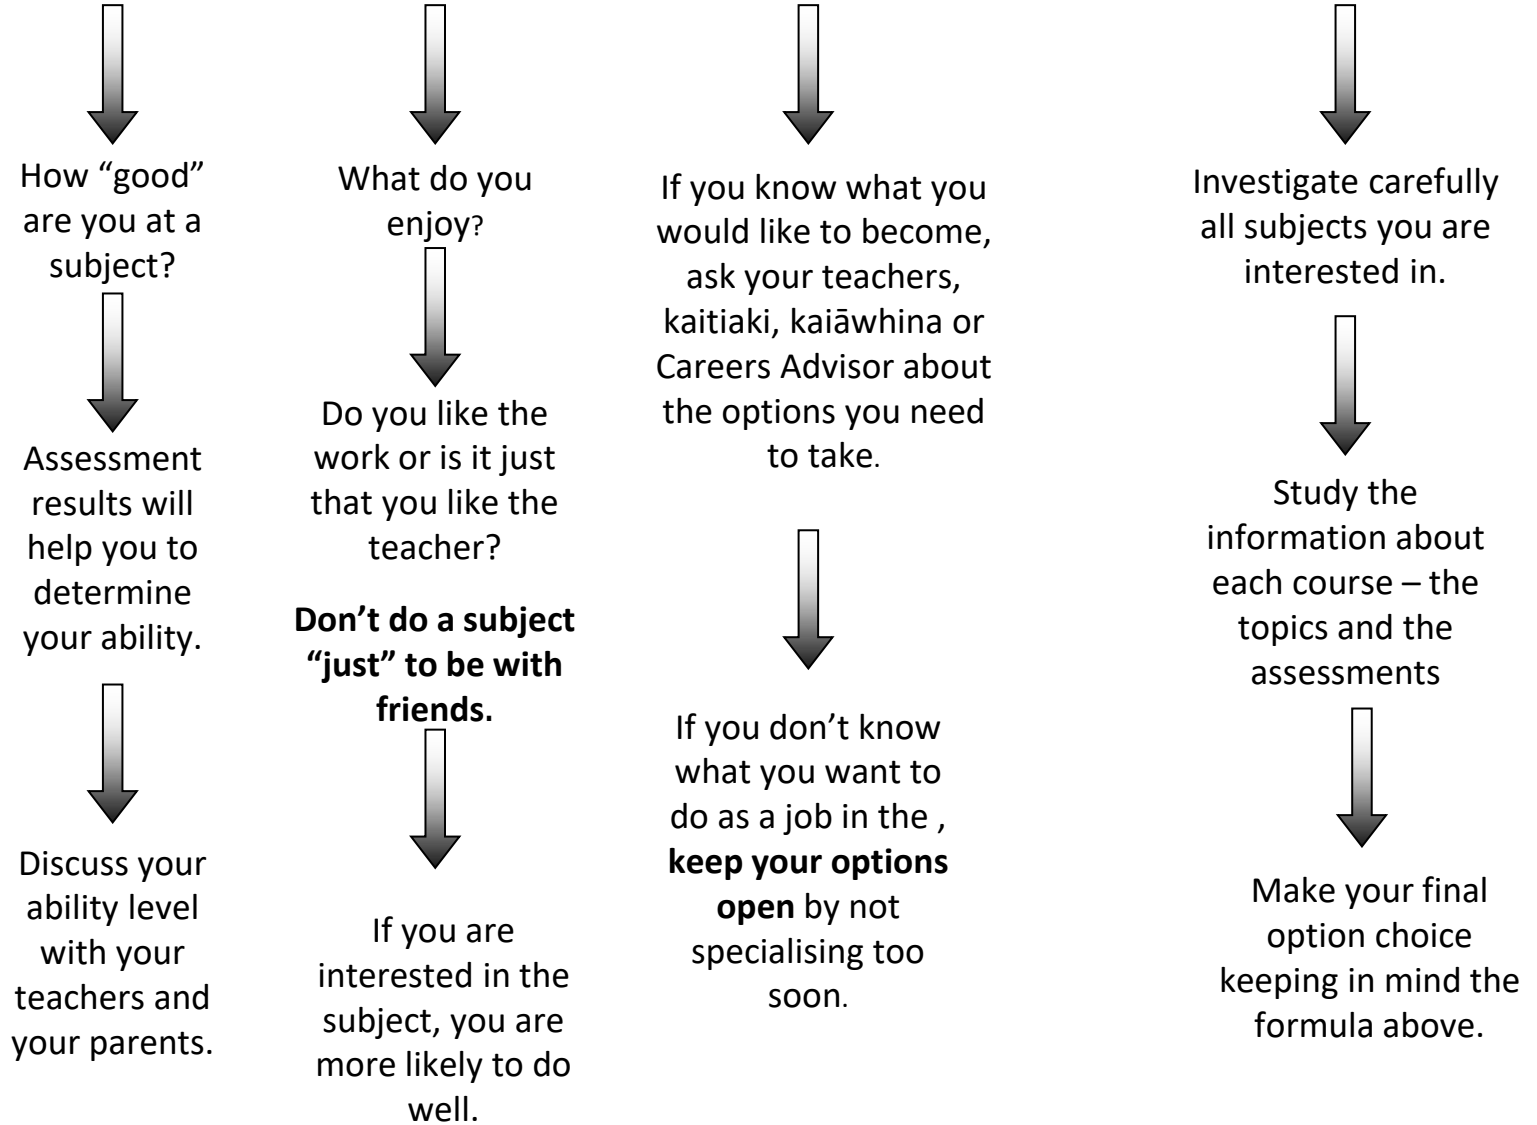 How “good”
are you at a
subject?
Assessment
results will
help you to
determine
your ability.
Discuss your
ability level
with your
teachers and
your parents.
What do you
enjoy?
Do you like the
work or is it just
that you like the
teacher?
Don’t do a subject
“just” to be with
friends.
If you are
interested in the
subject, you are
more likely to do
well.
If you know what you
would like to become,
ask your teachers,
kaitiaki, kaiāwhina or
Careers Advisor about
the options you need
to take.
If you don’t know
what you want to
do as a job in the ,
keep your options
open by not
specialising too
soon.
Investigate carefully
all subjects you are
interested in.
Study the
information about
each course – the
topics and the
assessments
Make your final
option choice
keeping in mind the
formula above.